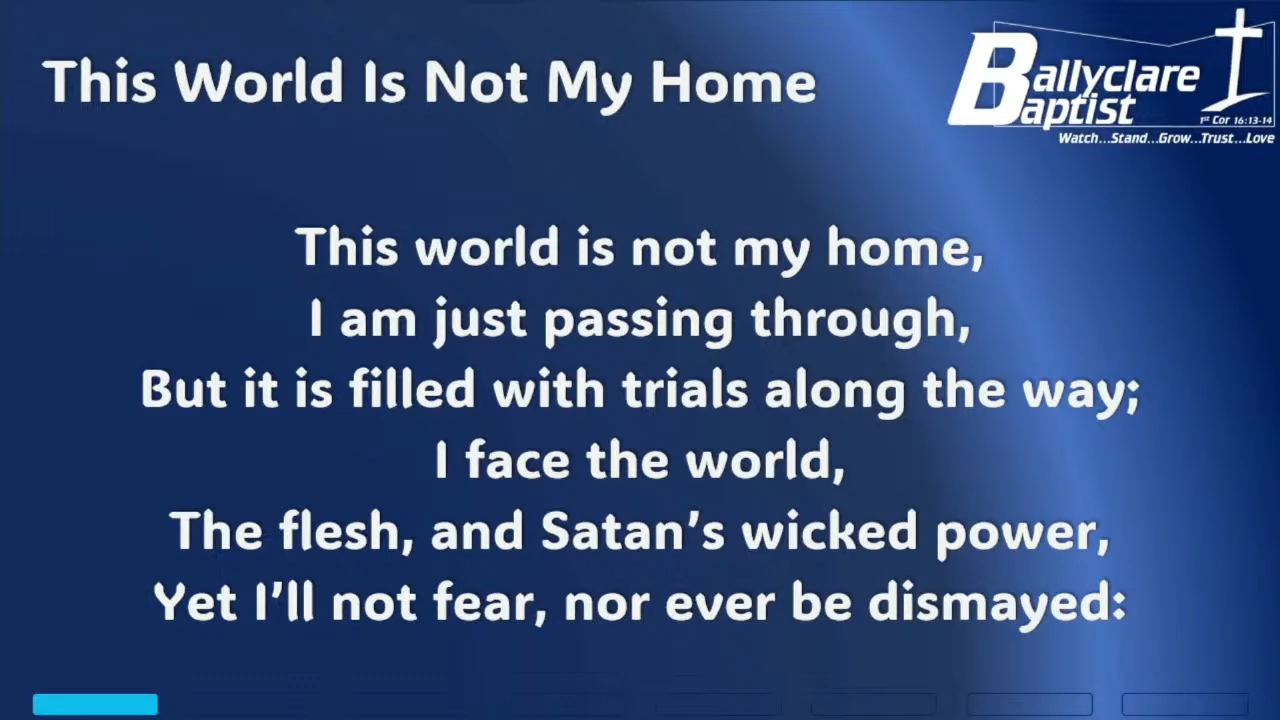 This World Is Not My Home
Ballyclare
Baptist
1st Cor 16:13-14
Watch...Stand...Grow...Trust...Love
This world is not my home,
I am just passing through,
But it is filled with trials along the way;
I face the world,
The flesh, and Satan’s wicked power,
Yet I’ll not fear, nor ever be dismayed: